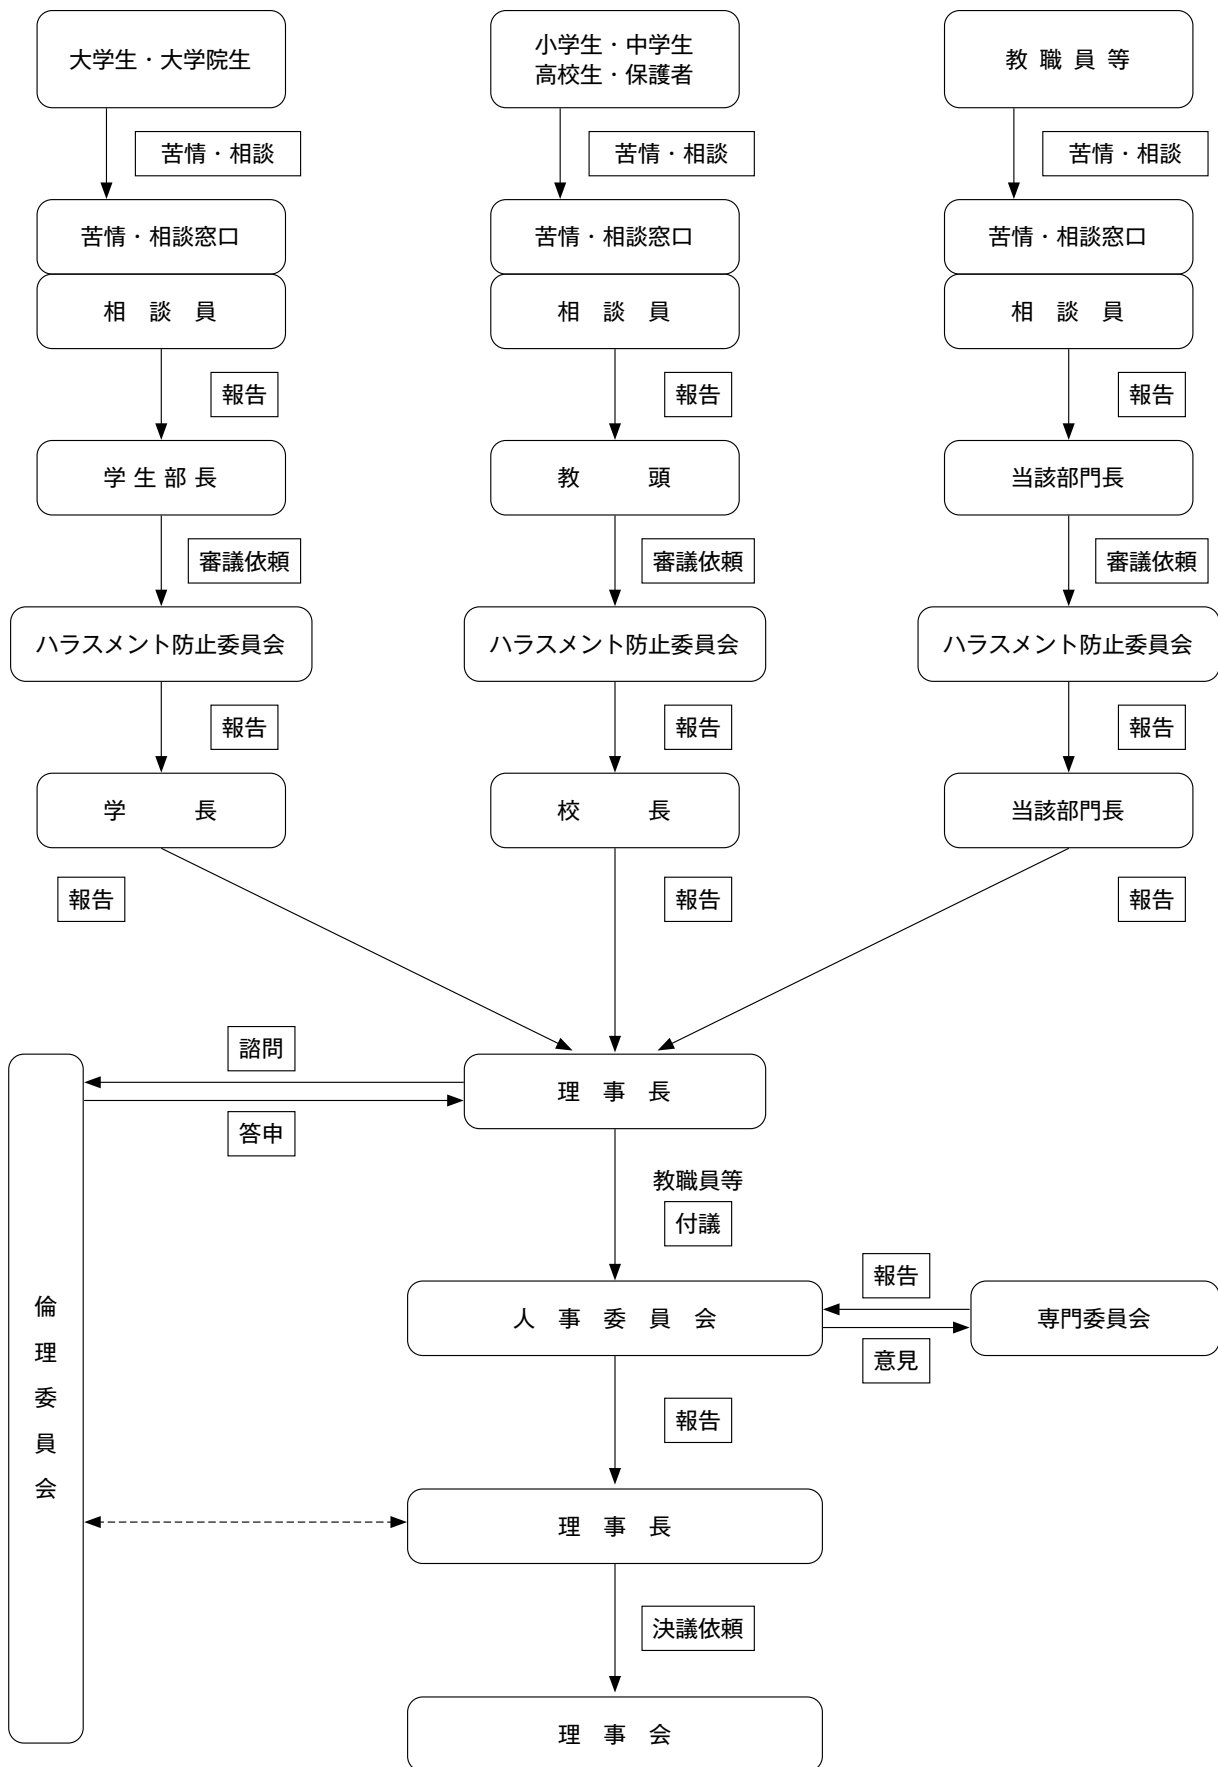 大学生・大学院生
小学生・中学生
高校生・保護者
教職員等
苦情・相談
苦情・相談
苦情・相談
苦情・相談窓口
苦情・相談窓口
苦情・相談窓口
相談員
相談員
相談員
報告
報告
報告
学生部長
教頭
当該部門長
審議依頼
審議依頼
審議依頼
ハラスメント防止委員会
ハラスメント防止委員会
ハラスメント防止委員会
報告
報告
報告
学長
校長
当該部門長
報告
報告
報告
諮問
理事長
答申
教職員等
付議
報告
人事委員会
専門委員会
意見
倫理委員会
報告
理事長
決議依頼
理事会